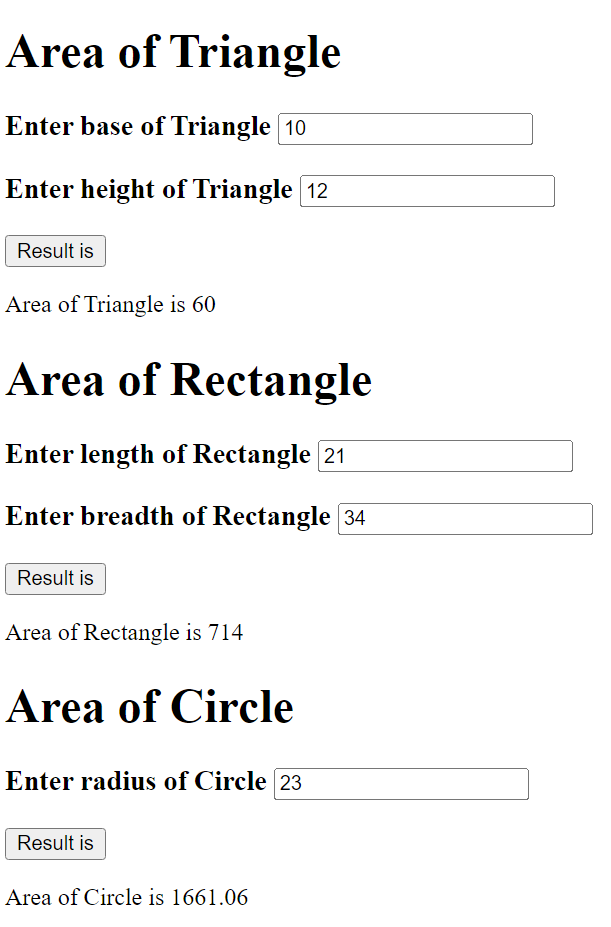 Area of Triangle
Enter base of Triangle 10
Enter height of Triangle 12
Result is
Area of Triangle is 60
Area of Rectangle
Enter length of Rectangle 21
Enter breadth of Rectangle 34
Result is
Area of Rectangle is 714
Area of Circle
Enter radius of Circle 23
Result is
Area of Circle is 1661.06